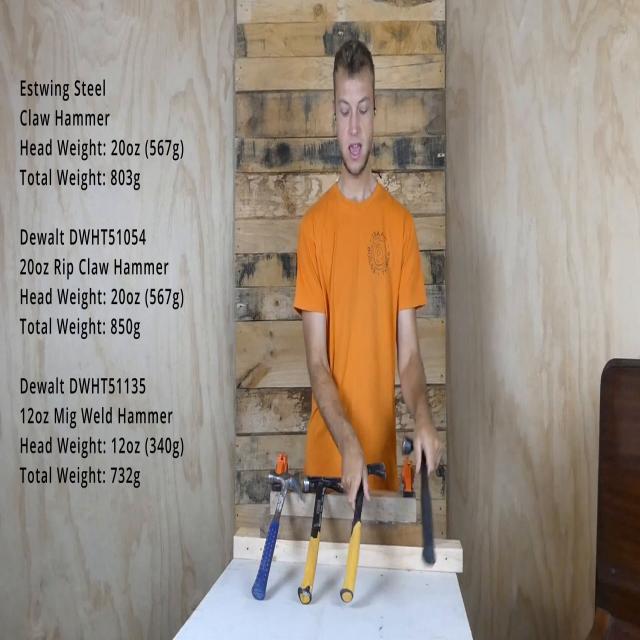 Estwing Steel
Claw Hammer
Head Weight: 20oz (567g)
Total Weight: 803g
Dewalt DWHT51054
20oz Rip Claw Hammer
Head Weight: 20oz (567g)
Total Weight: 850g
Dewalt DWHT51135
12oz Mig Weld Hammer
Head Weight: 12oz (340g)
Total Weight: 732g